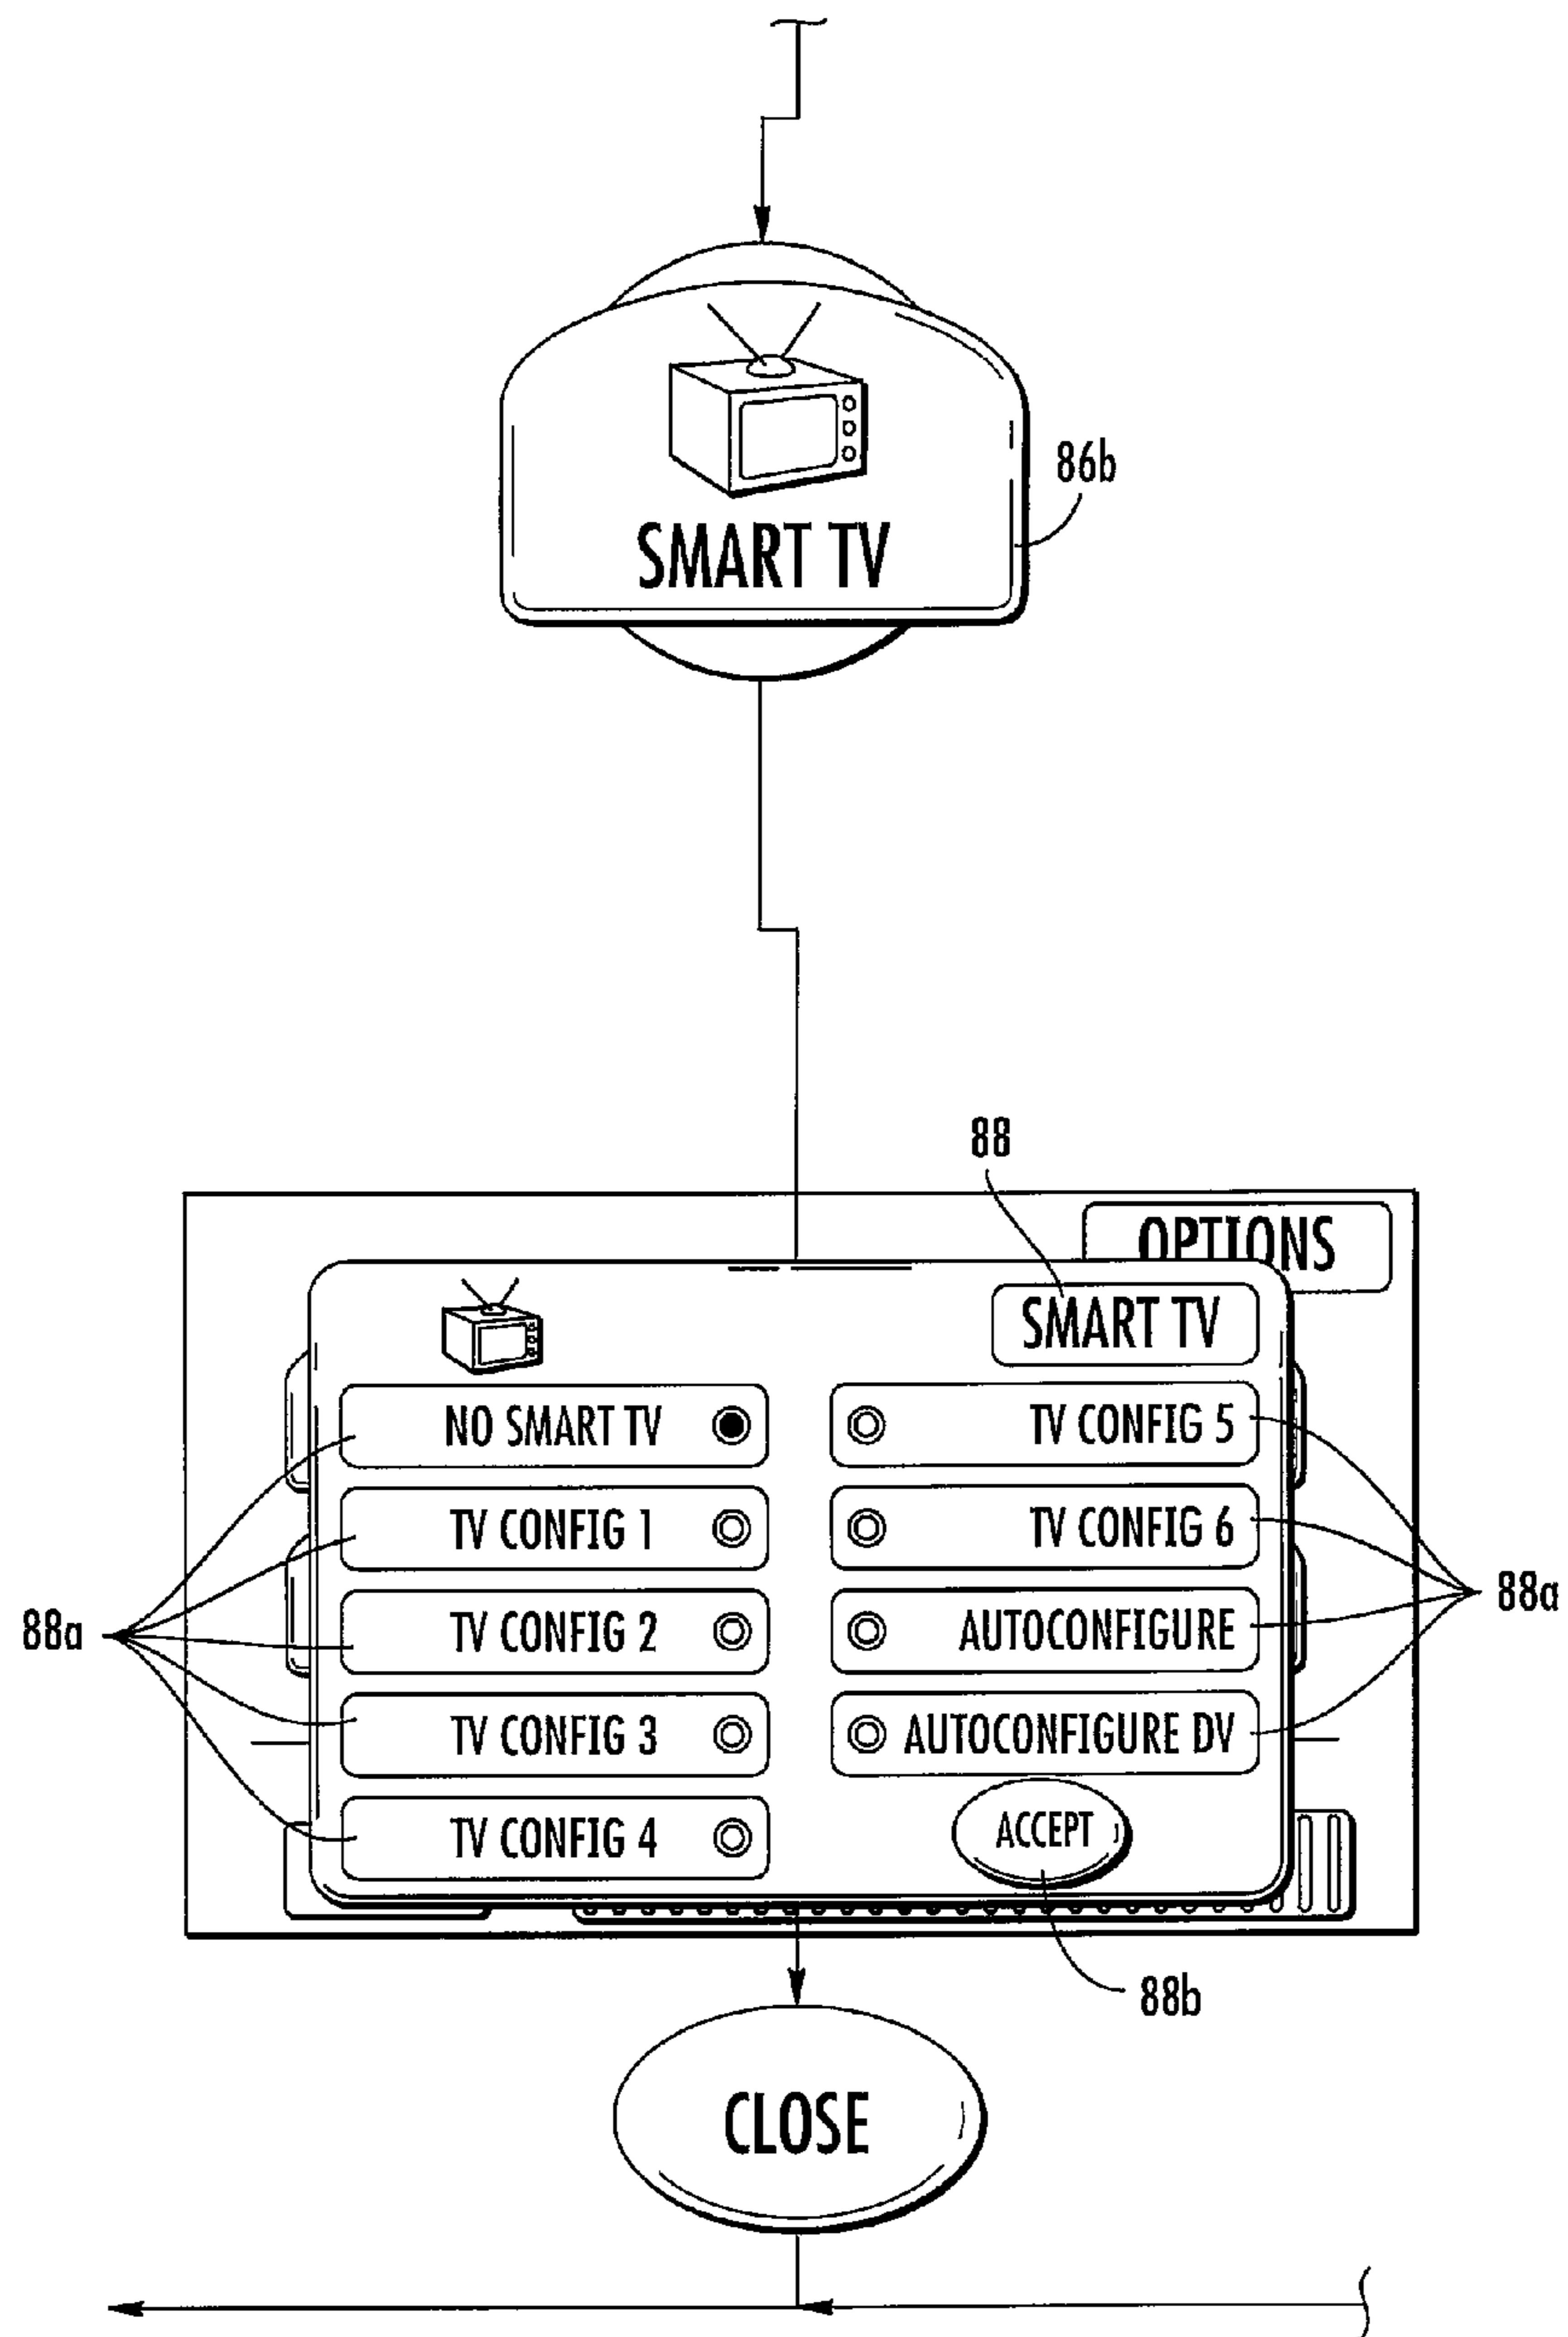 86b
SMART TV
88
OPTIONS
SMART TV
NO SMART TV
TV CONFIG 5
TV CONFIG 1
TV CONFIG 6
88a
TV CONFIG 2
AUTOCONFIGURE
88a
TV CONFIG 3
AUTOCONFIGURE DV
TV CONFIG 4
ACCEPT
88b
CLOSE